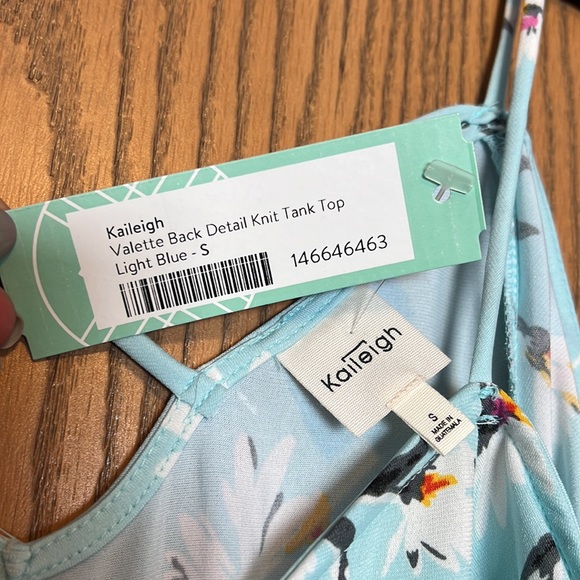 Kaileigh
Valette Back Detail Knit Tank Top
Light Blue - S
146646463
Kaileigh
S
MADE IN
GUATEMALA